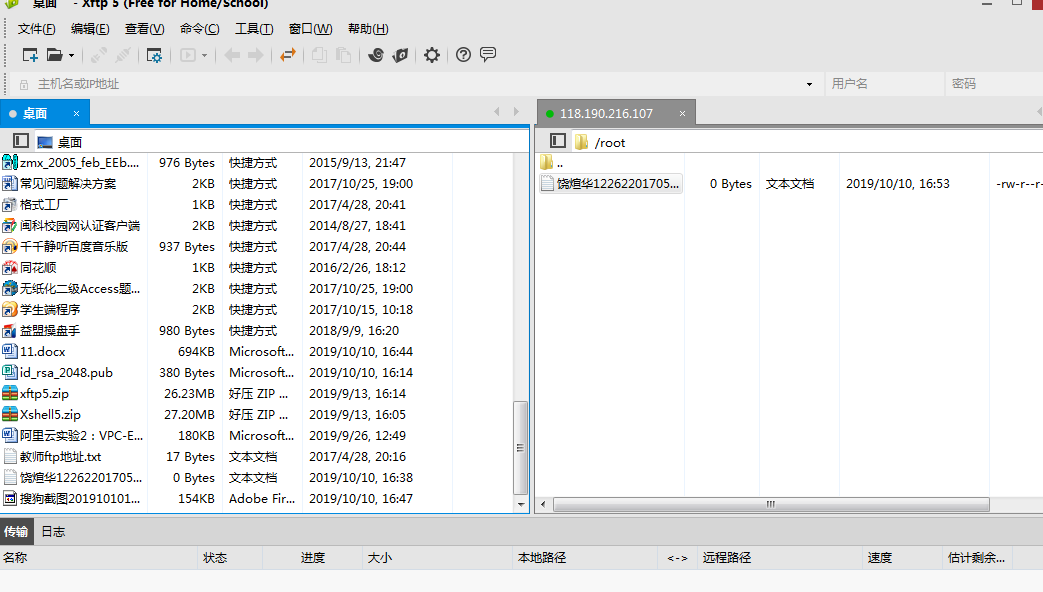 桌面 - Xftp 5 (Free for Home/School)
文件(F) 编辑(E) 查看(V) 命令(C) 工具(T) 窗口(W) 帮助(H)
主机名或IP地址 用户名 密码
桌面 × 118.190.216.107 ×
桌面 /root
zmx_2005_feb_EEb.... 976 Bytes 快捷方式 2015/9/13, 21:47 ..
常见问题解决方案 2KB 快捷方式 2017/10/25, 19:00 饶煊华12262201705... 0 Bytes 文本文档 2019/10/10, 16:53 -rw-r--r-
格式工厂 1KB 快捷方式 2017/4/28, 20:41
闽科校园网认证客户端 2KB 快捷方式 2014/8/27, 18:41
千千静听百度音乐版 937 Bytes 快捷方式 2017/4/28, 20:44
同花顺 1KB 快捷方式 2016/2/26, 18:12
无纸化二级Access题... 2KB 快捷方式 2017/10/25, 19:00
学生端程序 2KB 快捷方式 2017/10/15, 10:18
益盟操盘手 980 Bytes 快捷方式 2018/9/9, 16:20
11.docx 694KB Microsoft... 2019/10/10, 16:44
id_rsa_2048.pub 380 Bytes Microsoft... 2019/10/10, 16:14
xftp5.zip 26.23MB 好压 ZIP ... 2019/9/13, 16:14
Xshell5.zip 27.20MB 好压 ZIP ... 2019/9/13, 16:05
阿里云实验2：VPC-E... 180KB Microsoft... 2019/9/26, 12:49
教师ftp地址.txt 17 Bytes 文本文档 2017/4/28, 20:16
饶煊华12262201705... 0 Bytes 文本文档 2019/10/10, 16:38
搜狗截图201910101... 154KB Adobe Fir... 2019/10/10, 16:47
传输 日志
名称 状态 进度 大小 本地路径 <-> 远程路径 速度 估计剩余...